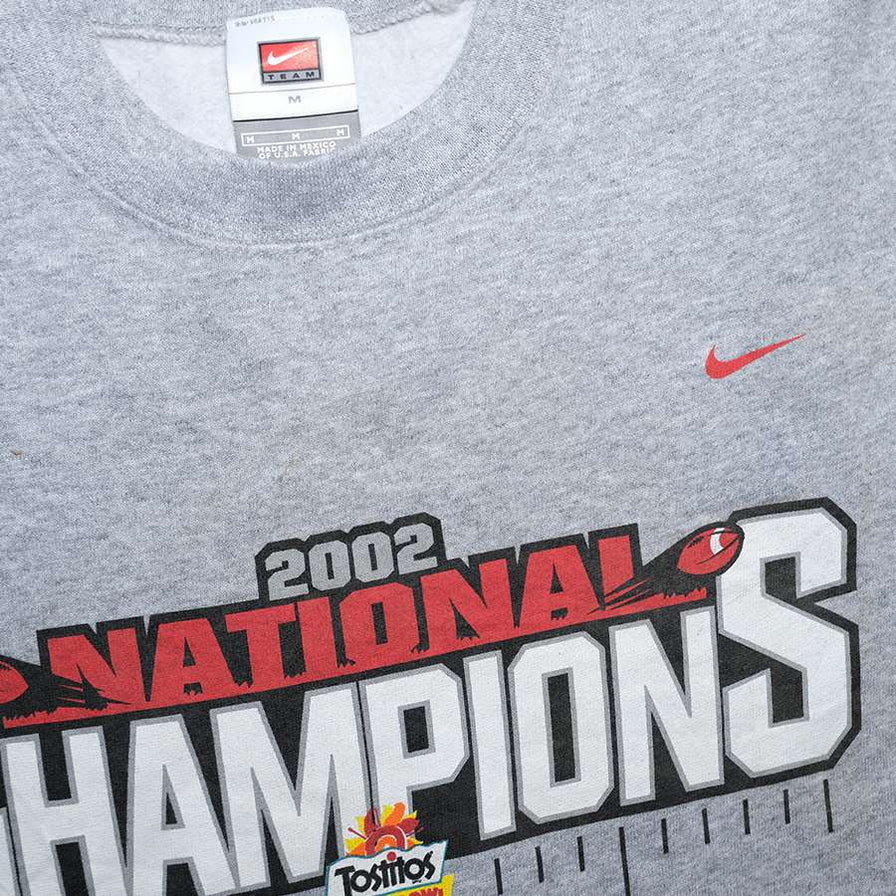 TEAM
M
M M M
MADE IN MEXICO
OF U.S.A. FABRIC
2002
NATIONAL
CHAMPIONS
Tostitos